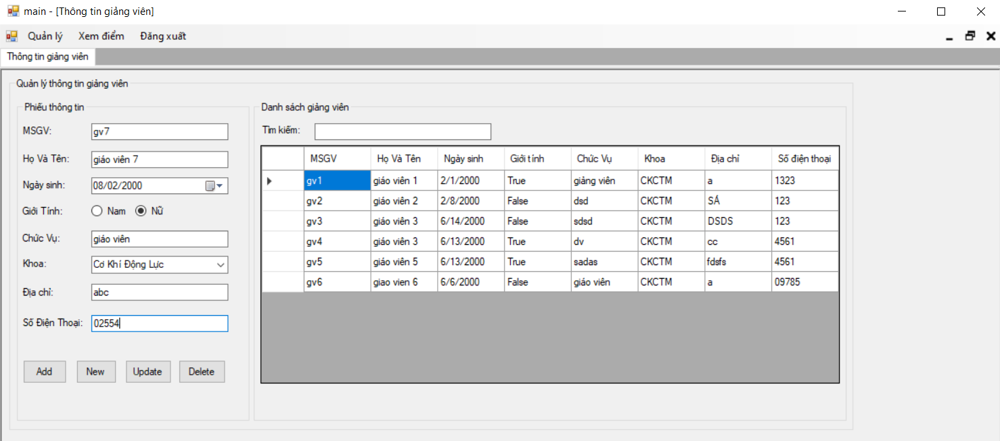 main - [Thông tin giảng viên]
Quản lý Xem điểm Đăng xuất
Thông tin giảng viên
Quản lý thông tin giảng viên
Phiếu thông tin
MSGV: gv7
Họ Và Tên: giáo viên 7
Ngày sinh: 08/02/2000
Giới Tính: Nam Nữ
Chức Vụ: giáo viên
Khoa: Cơ Khí Động Lực
Địa chỉ: abc
Số Điện Thoại: 02554
Add New Update Delete
Danh sách giảng viên
Tìm kiếm:
MSGV Họ Và Tên Ngày sinh Giới tính Chức Vụ Khoa Địa chỉ Số điện thoại
gv1 giáo viên 1 2/1/2000 True giảng viên CKCTM a 1323
gv2 giáo viên 2 2/8/2000 False dsd CKCTM SÁ 123
gv3 giáo viên 3 6/14/2000 False sdsd CKCTM DSDS 123
gv4 giáo viên 3 6/13/2000 True dv CKCTM cc 4561
gv5 giáo viên 5 6/13/2000 True sadas CKCTM fdsfs 4561
gv6 giao vien 6 6/6/2000 False giáo viên CKCTM a 09785